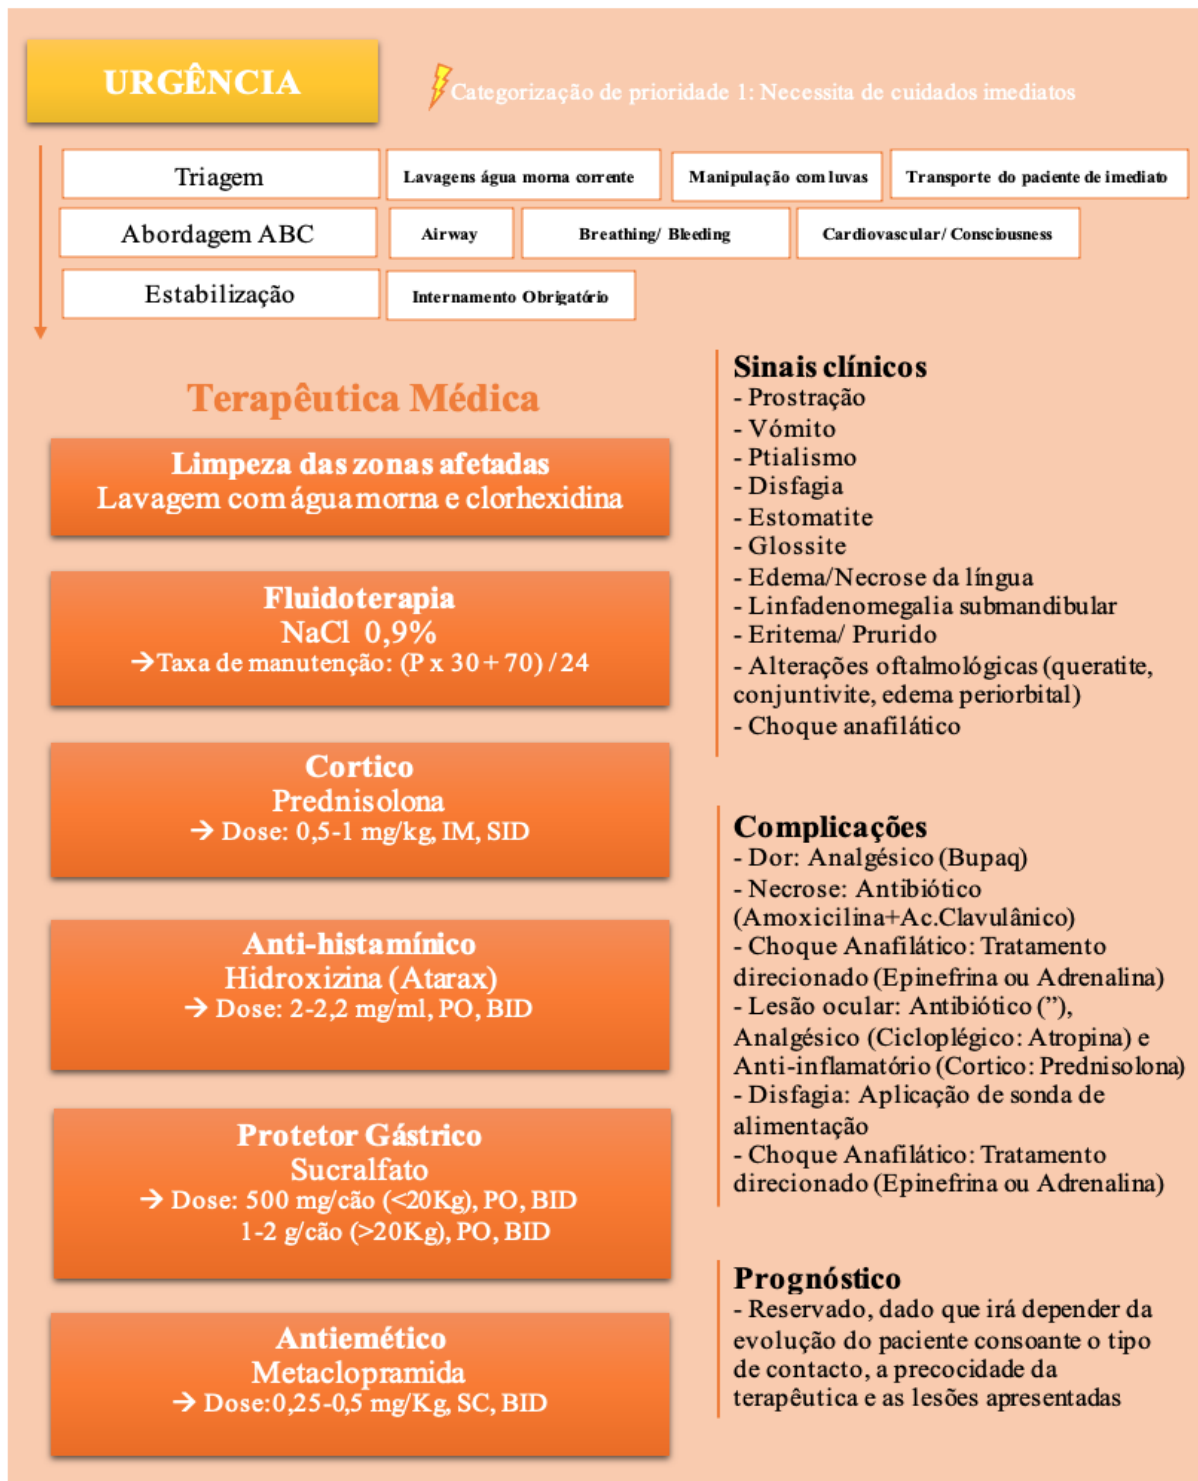 URGÊNCIA
Categorização de prioridade 1: Necessita de cuidados imediatos
Triagem
Lavagens água morna corrente
Manipulação com luvas
Transporte do paciente de imediato
Abordagem ABC
Airway
Breathing/ Bleeding
Cardiovascular/ Consciousness
Estabilização
Internamento Obrigatório
Terapêutica Médica
Limpeza das zonas afetadas
Lavagem com água morna e clorhexidina
Fluidoterapia
NaCl 0,9%
→Taxa de manutenção: (P x 30 + 70) / 24
Cortico
Prednisolona
→ Dose: 0,5-1 mg/kg, IM, SID
Anti-histamínico
Hidroxizina (Atarax)
→ Dose: 2-2,2 mg/ml, PO, BID
Protetor Gástrico
Sucralfato
→ Dose: 500 mg/cão (<20Kg), PO, BID
1-2 g/cão (>20Kg), PO, BID
Antiemético
Metaclopramida
→ Dose:0,25-0,5 mg/Kg, SC, BID
Sinais clínicos
- Prostração
- Vómito
- Ptialismo
- Disfagia
- Estomatite
- Glossite
- Edema/Necrose da língua
- Linfadenomegalia submandibular
- Eritema/ Prurido
- Alterações oftalmológicas (queratite,
conjuntivite, edema periorbital)
- Choque anafilático
Complicações
- Dor: Analgésico (Bupaq)
- Necrose: Antibiótico
(Amoxicilina+Ac.Clavulânico)
- Choque Anafilático: Tratamento
direcionado (Epinefrina ou Adrenalina)
- Lesão ocular: Antibiótico (”),
Analgésico (Cicloplégico: Atropina) e
Anti-inflamatório (Cortico: Prednisolona)
- Disfagia: Aplicação de sonda de
alimentação
- Choque Anafilático: Tratamento
direcionado (Epinefrina ou Adrenalina)
Prognóstico
- Reservado, dado que irá depender da
evolução do paciente consoante o tipo
de contacto, a precocidade da
terapêutica e as lesões apresentadas